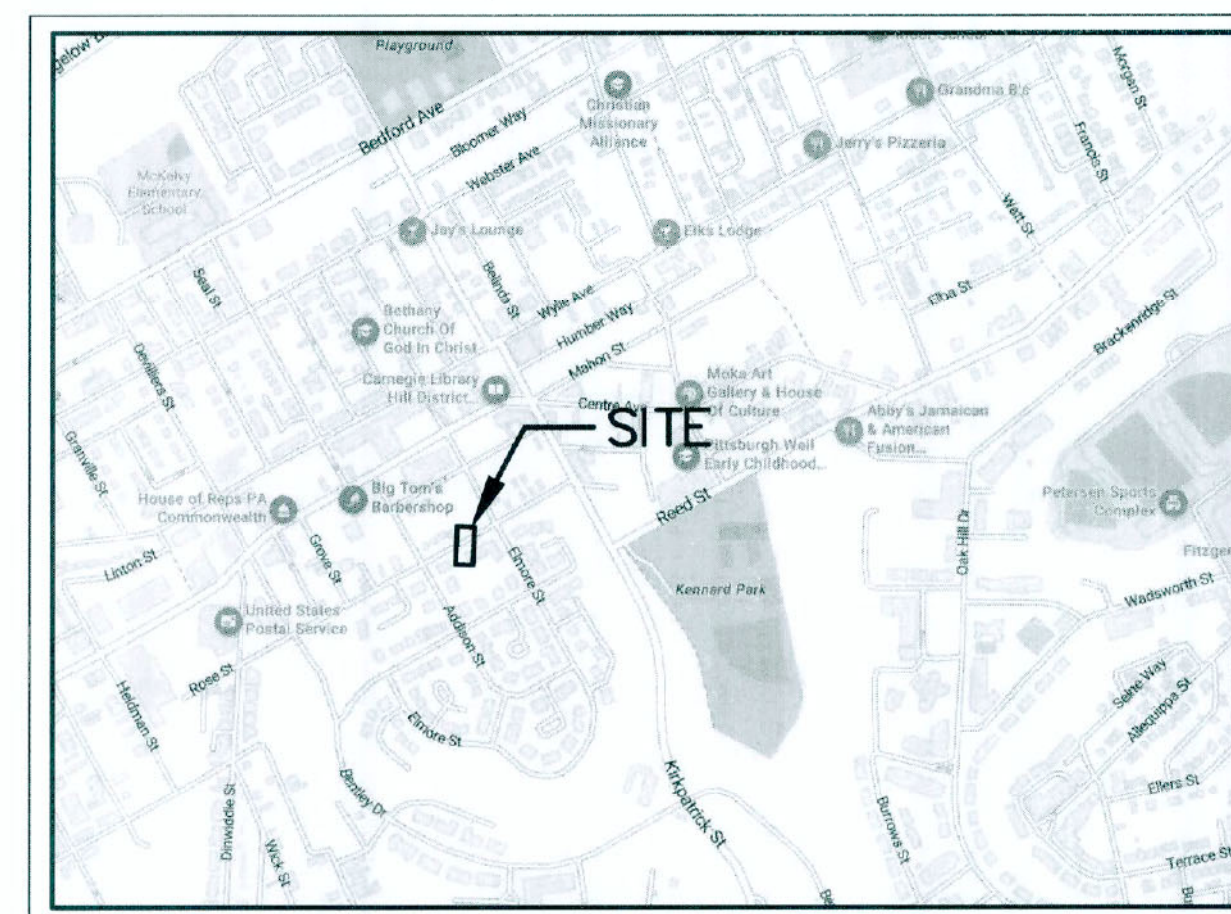 Playground
Bedford Ave
Bloomer Way
Christian
Missionary
Alliance
Grandma B's
Morgan St
Francis St
Jerry's Pizzeria
Webster Ave
McKelvy
Elementary
School
Jay's Lounge
Elks Lodge
Watt St
Seal St
Belinda St
Wylie Ave
Elba St
Brackenridge St
Bethany
Church Of
God In Christ
Humber Way
Mahon St
Devilliers St
Carnegie Library
Hill District...
Moka Art
Gallery & House
Of Culture
Centre Ave
SITE
Abby's Jamaican
& American
Fusion...
Granville St
Pittsburgh Weil
Early Childhood...
House of Reps PA
Commonwealth
Big Tom's
Barbershop
Reed St
Petersen Sports
Complex
Oak Hill Dr
Linton St
Grove St
Elmore St
Fitzger
Kennard Park
Wadsworth St
United States
Postal Service
Addison St
Rose St
Heldman St
Elmore St
Selne Way
Allequippa St
Bentley Dr
Kirkpatrick St
Ellers St
Dinwiddie St
Wick St
Burrows St
Terrace St